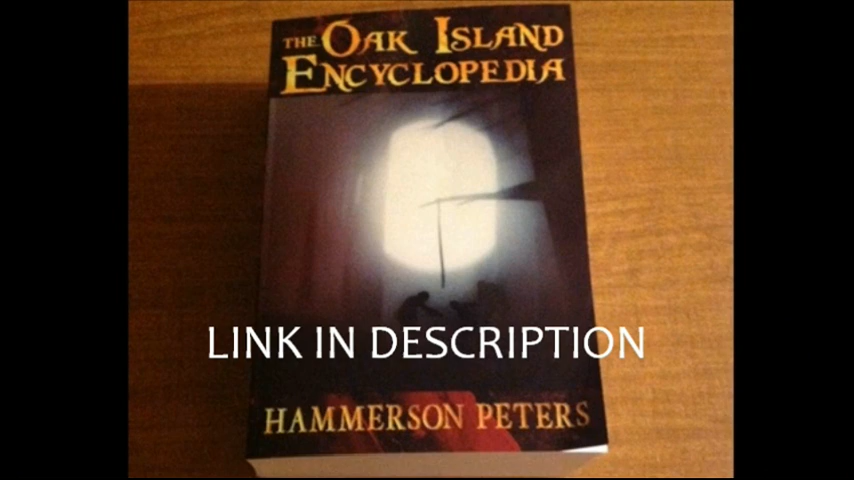 THE OAK ISLAND
ENCYCLOPEDIA
LINK IN DESCRIPTION
HAMMERSON PETERS